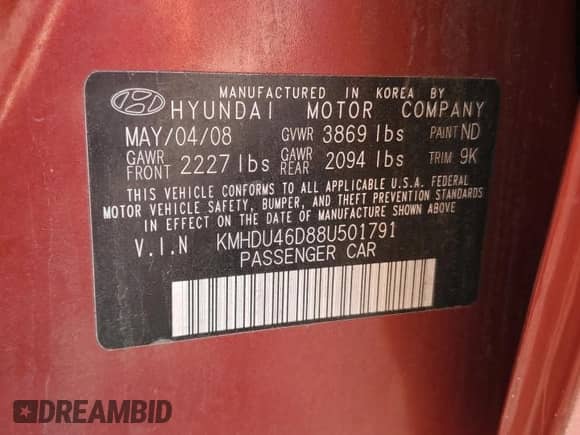 MANUFACTURED IN KOREA BY
HYUNDAI MOTOR COMPANY
MAY/04/08 GVWR 3869 lbs PAINT ND
GAWR FRONT 2227 lbs GAWR REAR 2094 lbs TRIM 9K
THIS VEHICLE CONFORMS TO ALL APPLICABLE U.S.A. FEDERAL
MOTOR VEHICLE SAFETY, BUMPER, AND THEFT STANDARDS
IN EFFECT ON THE DATE OF MANUFACTURE SHOWN ABOVE.
V.I.N KMHDU46D88U501791
PASSENGER CAR
DREAMBID